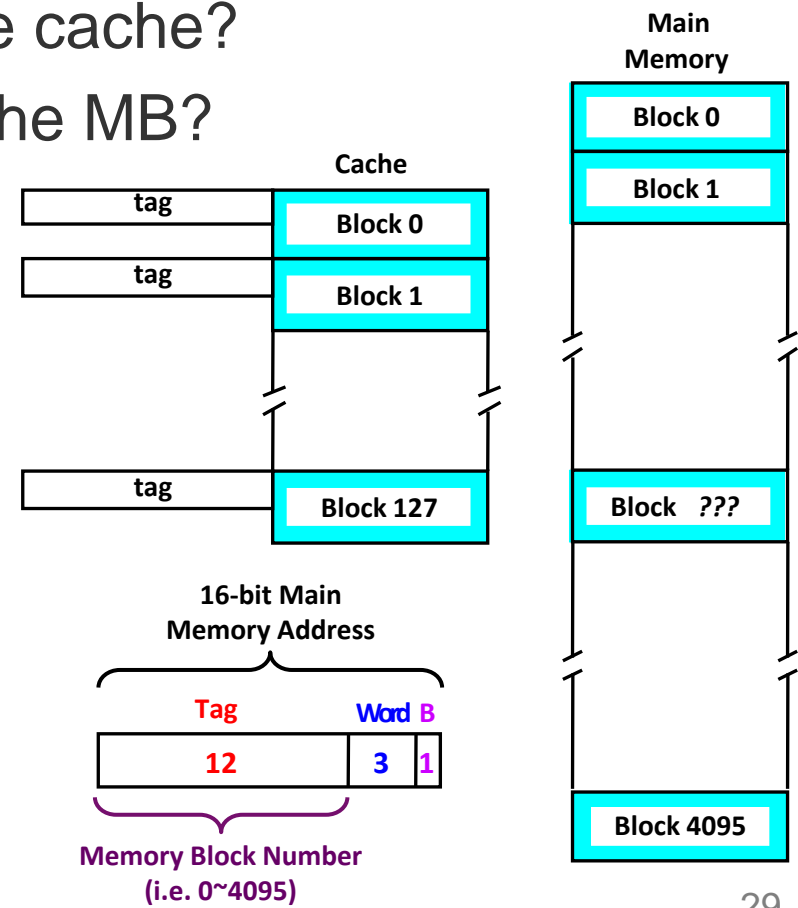 e cache?
he MB?
Main
Memory
Block 0
Block 1
Block ???
Block 4095
Cache
tag
Block 0
tag
Block 1
tag
Block 127
16-bit Main
Memory Address
Tag Word B
12 3 1
Memory Block Number
(i.e. 0~4095)
29